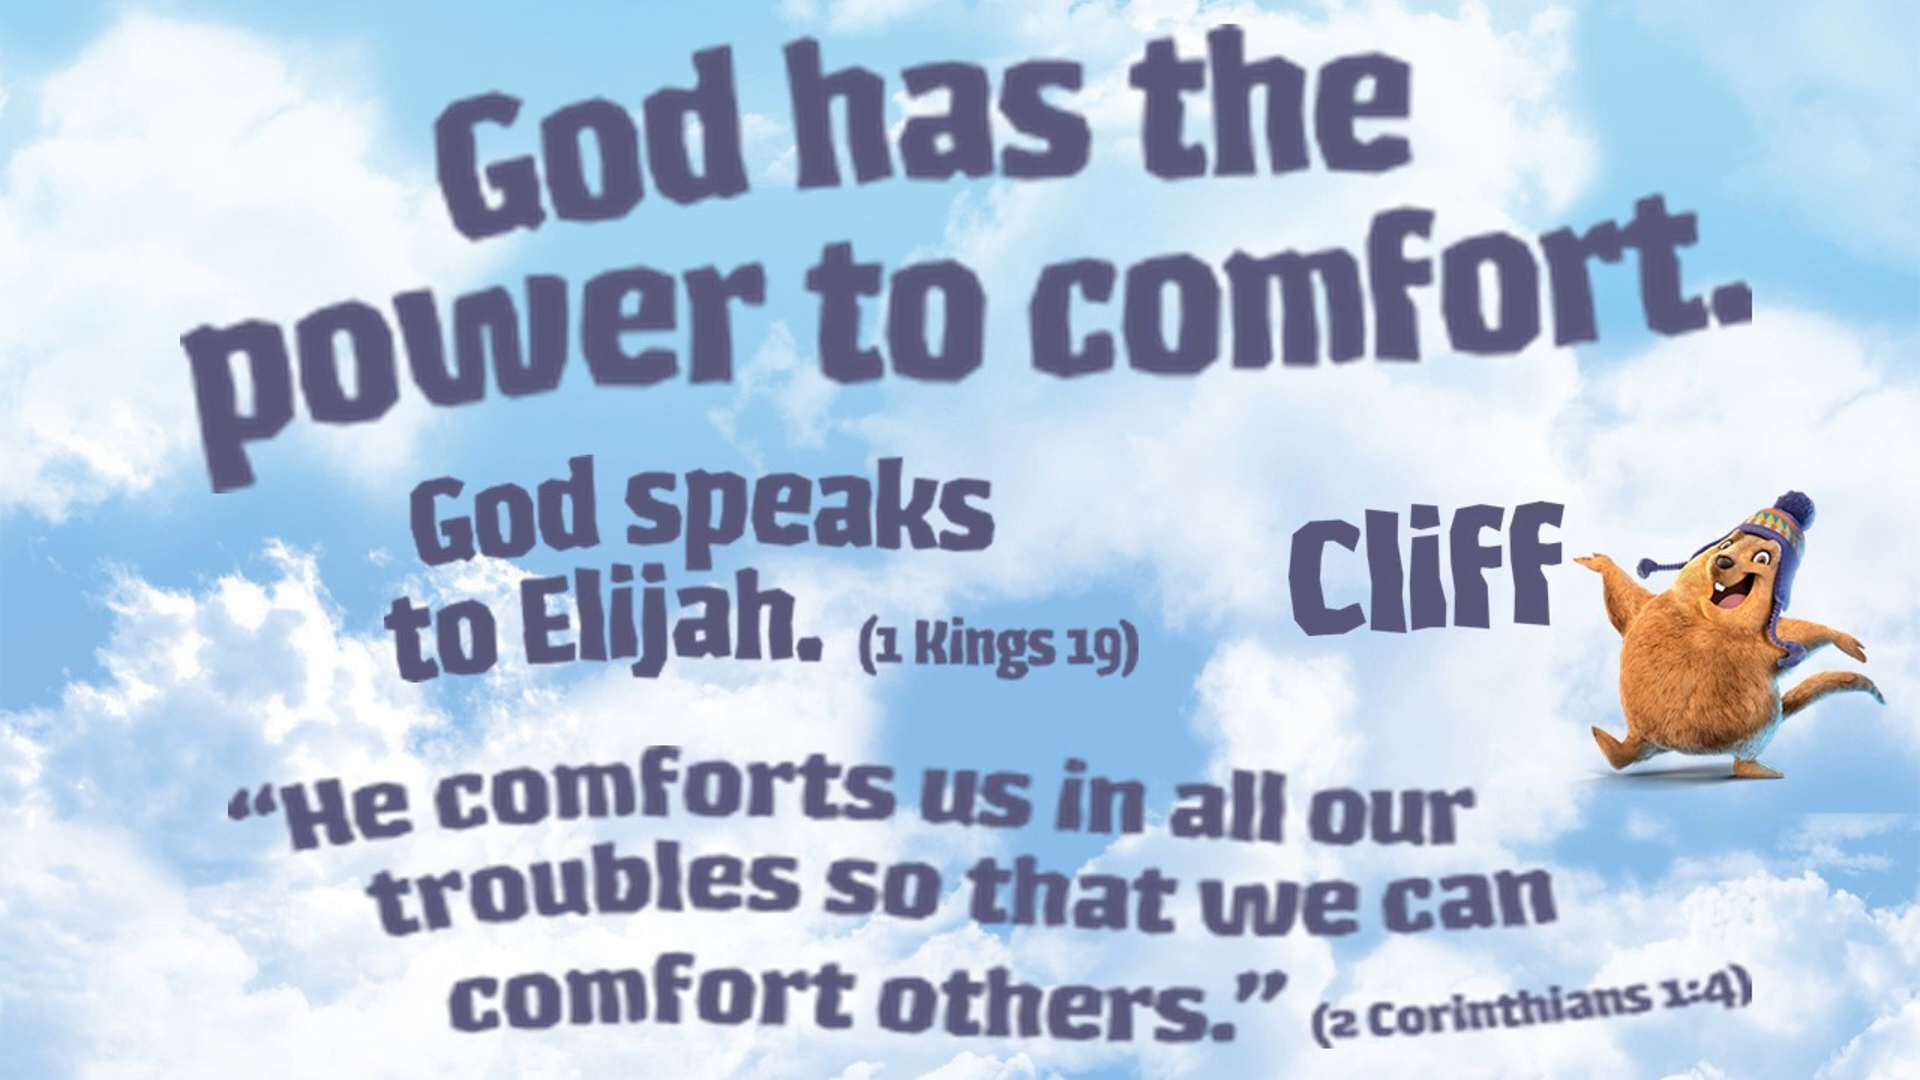 God has the
power to comfort.
God speaks
to Elijah. (1 Kings 19)
Cliff
“He comforts us in all our
troubles so that we can
comfort others.” (2 Corinthians 1:4)